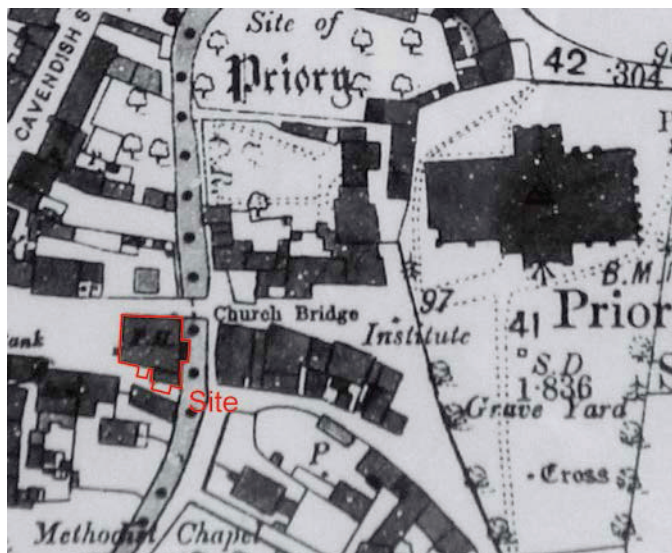 Site of
Priory
42
.304
CAVENDISH S
B.M
97
Church Bridge
Institute
41
Prior
P.H.
ank
S.D
1·836
Site
Grave Yard
P
Cross
Methodist Chapel